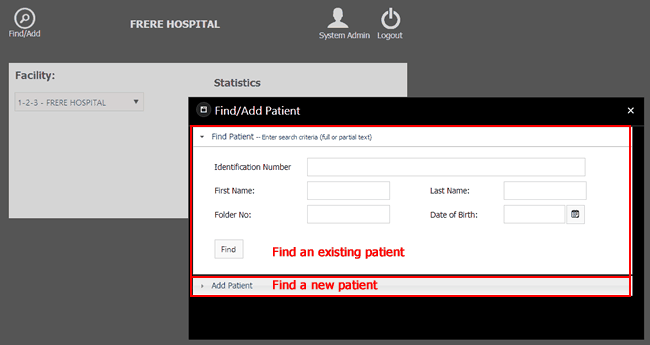 FRERE HOSPITAL
Find/Add
System Admin
Logout
Facility:
Statistics
1-2-3 - FRERE HOSPITAL
Find/Add Patient
Find Patient -- Enter search criteria (full or partial text)
Identification Number
First Name:
Last Name:
Folder No:
Date of Birth:
Find
Find an existing patient
Add Patient
Find a new patient